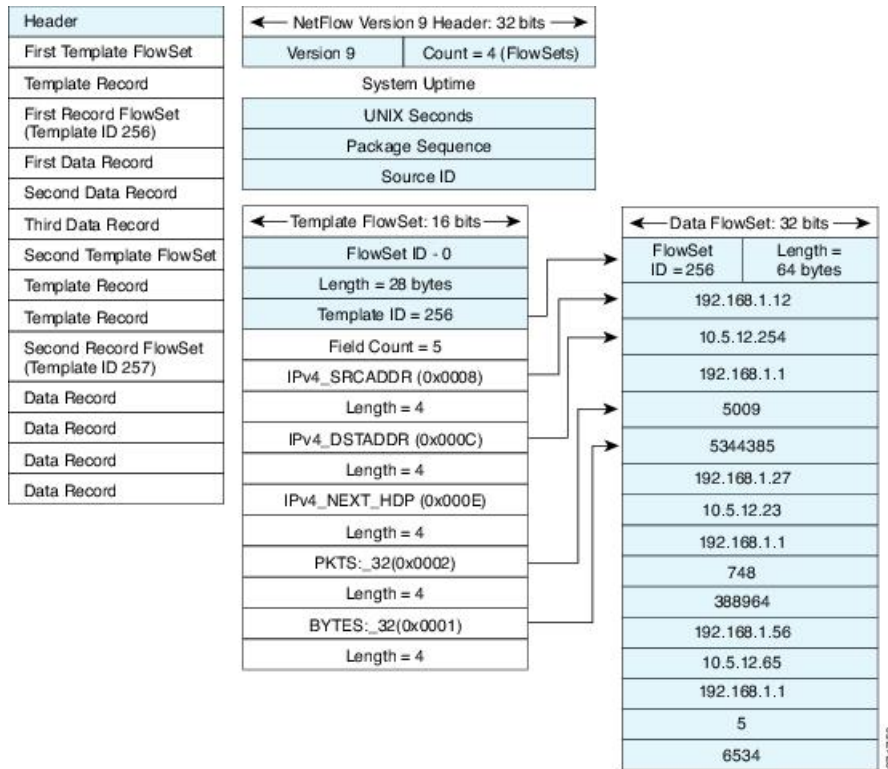 Header
First Template FlowSet
Template Record
First Record FlowSet
(Template ID 256)
First Data Record
Second Data Record
Third Data Record
Second Template FlowSet
Template Record
Template Record
Second Record FlowSet
(Template ID 257)
Data Record
Data Record
Data Record
Data Record
NetFlow Version 9 Header: 32 bits
Version 9
Count = 4 (FlowSets)
System Uptime
UNIX Seconds
Package Sequence
Source ID
Template FlowSet: 16 bits
FlowSet ID - 0
Length = 28 bytes
Template ID = 256
Field Count = 5
IPv4_SRCADDR (0x0008)
Length = 4
IPv4_DSTADDR (0x000C)
Length = 4
IPv4_NEXT_HDP (0x000E)
Length = 4
PKTS:_32(0x0002)
Length = 4
BYTES:_32(0x0001)
Length = 4
Data FlowSet: 32 bits
FlowSet
ID = 256
Length =
64 bytes
192.168.1.12
10.5.12.254
192.168.1.1
5009
5344385
192.168.1.27
10.5.12.23
192.168.1.1
748
388964
192.168.1.56
10.5.12.65
192.168.1.1
5
6534